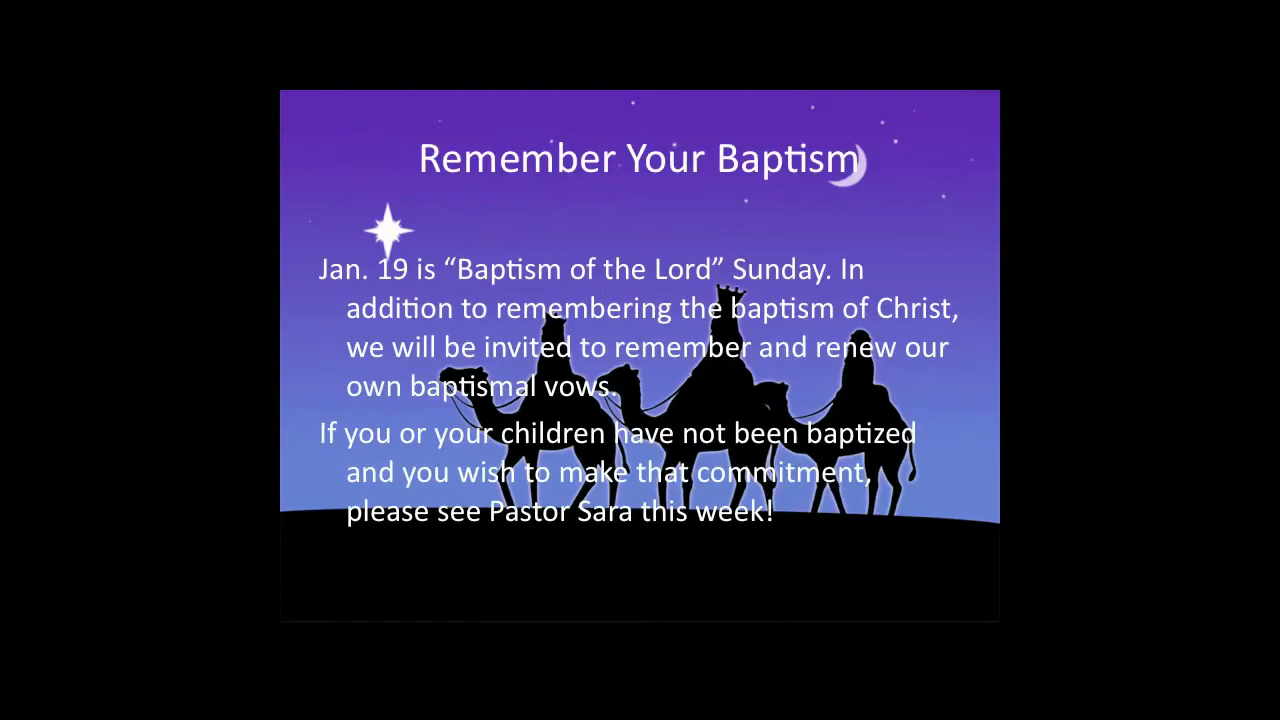 Remember Your Baptism
Jan. 19 is “Baptism of the Lord” Sunday. In
addition to remembering the baptism of Christ,
we will be invited to remember and renew our
own baptismal vows.
If you or your children have not been baptized
and you wish to make that commitment,
please see Pastor Sara this week!